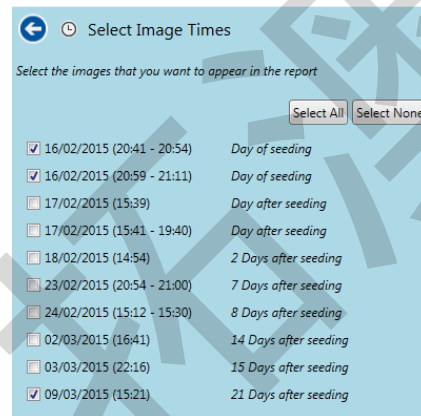 Select Image Times
Select the images that you want to appear in the report
Select All Select None
16/02/2015 (20:41 - 20:54) Day of seeding
16/02/2015 (20:59 - 21:11) Day of seeding
17/02/2015 (15:39) Day after seeding
17/02/2015 (15:41 - 19:40) Day after seeding
18/02/2015 (14:54) 2 Days after seeding
23/02/2015 (20:54 - 21:00) 7 Days after seeding
24/02/2015 (15:12 - 15:30) 8 Days after seeding
02/03/2015 (16:41) 14 Days after seeding
03/03/2015 (22:16) 15 Days after seeding
09/03/2015 (15:21) 21 Days after seeding